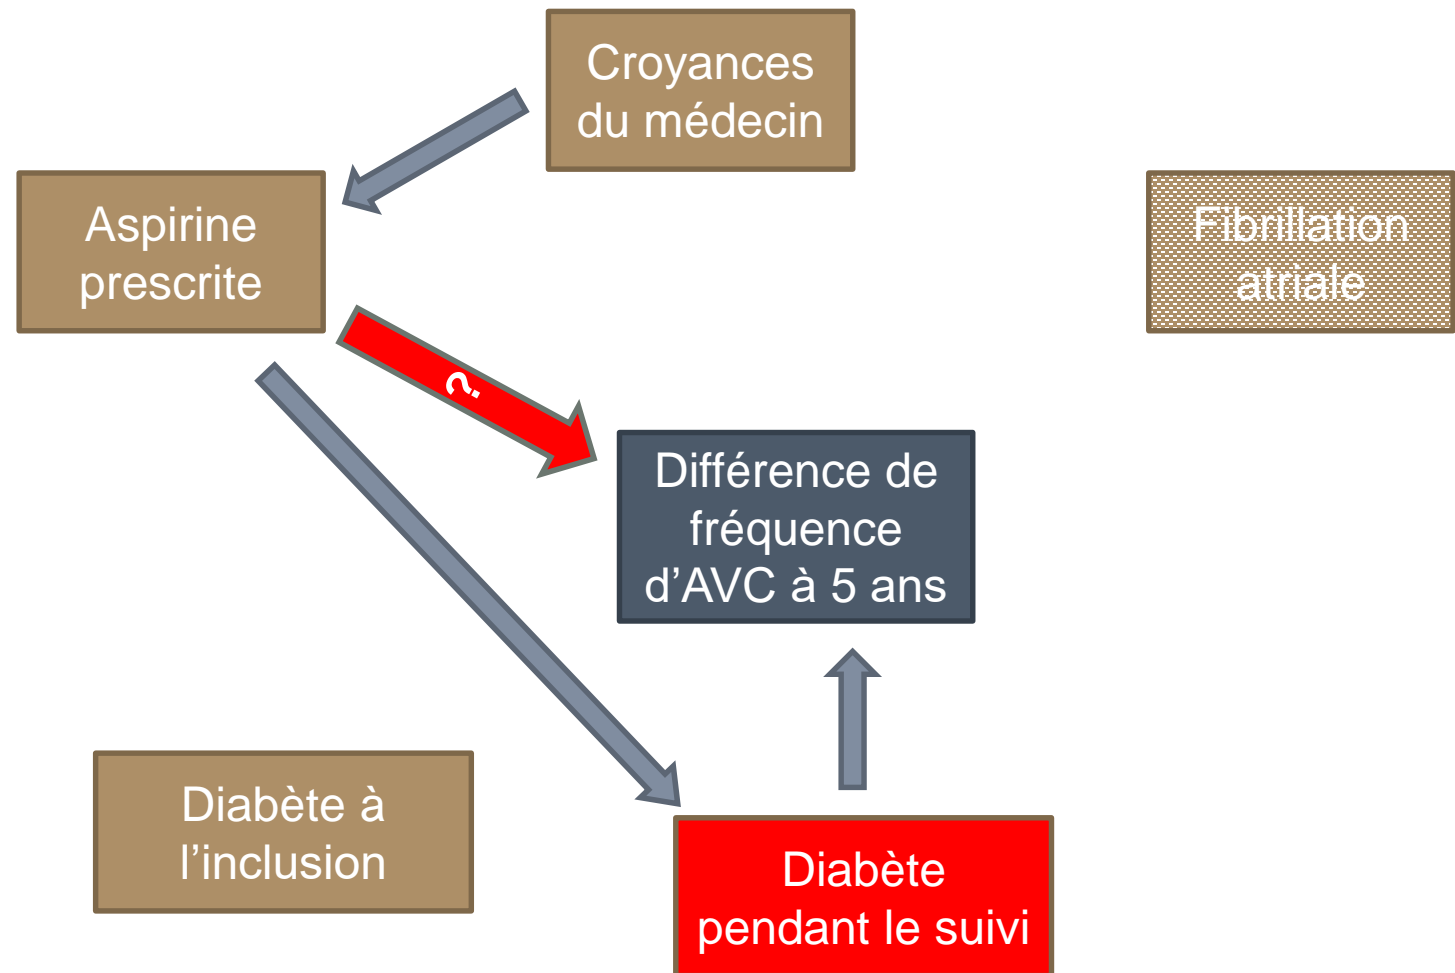 Croyances
du médecin
Aspirine
prescrite
Fibrillation
atriale
?
Différence de
fréquence
d’AVC à 5 ans
Diabète à
l’inclusion
Diabète
pendant le suivi